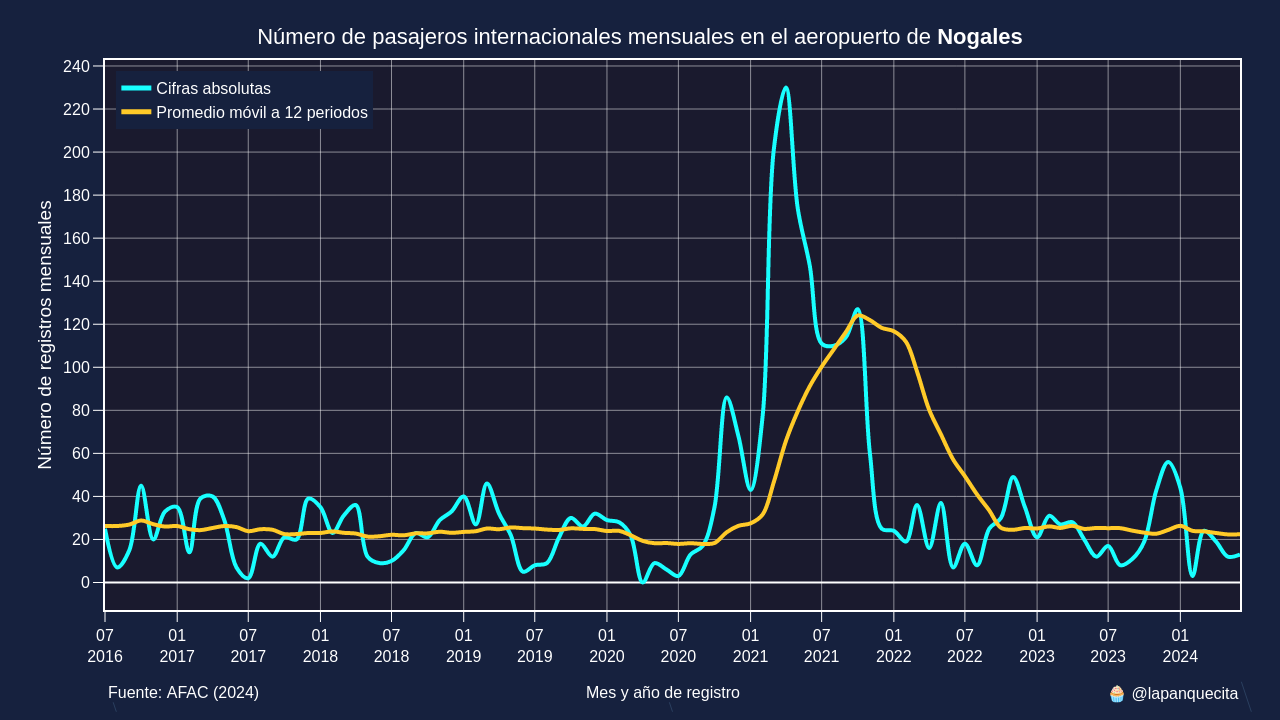 Número de pasajeros internacionales mensuales en el aeropuerto de Nogales
Cifras absolutas
Promedio móvil a 12 periodos
Número de registros mensuales
240
220
200
180
160
140
120
100
80
60
40
20
0
07 01 07 01 07 01 07 01 07 01 07 01 07 01 07 01
2016 2017 2017 2018 2018 2019 2019 2020 2020 2021 2021 2022 2022 2023 2023 2024
Fuente: AFAC (2024)
Mes y año de registro
🧁 @lapanquecita